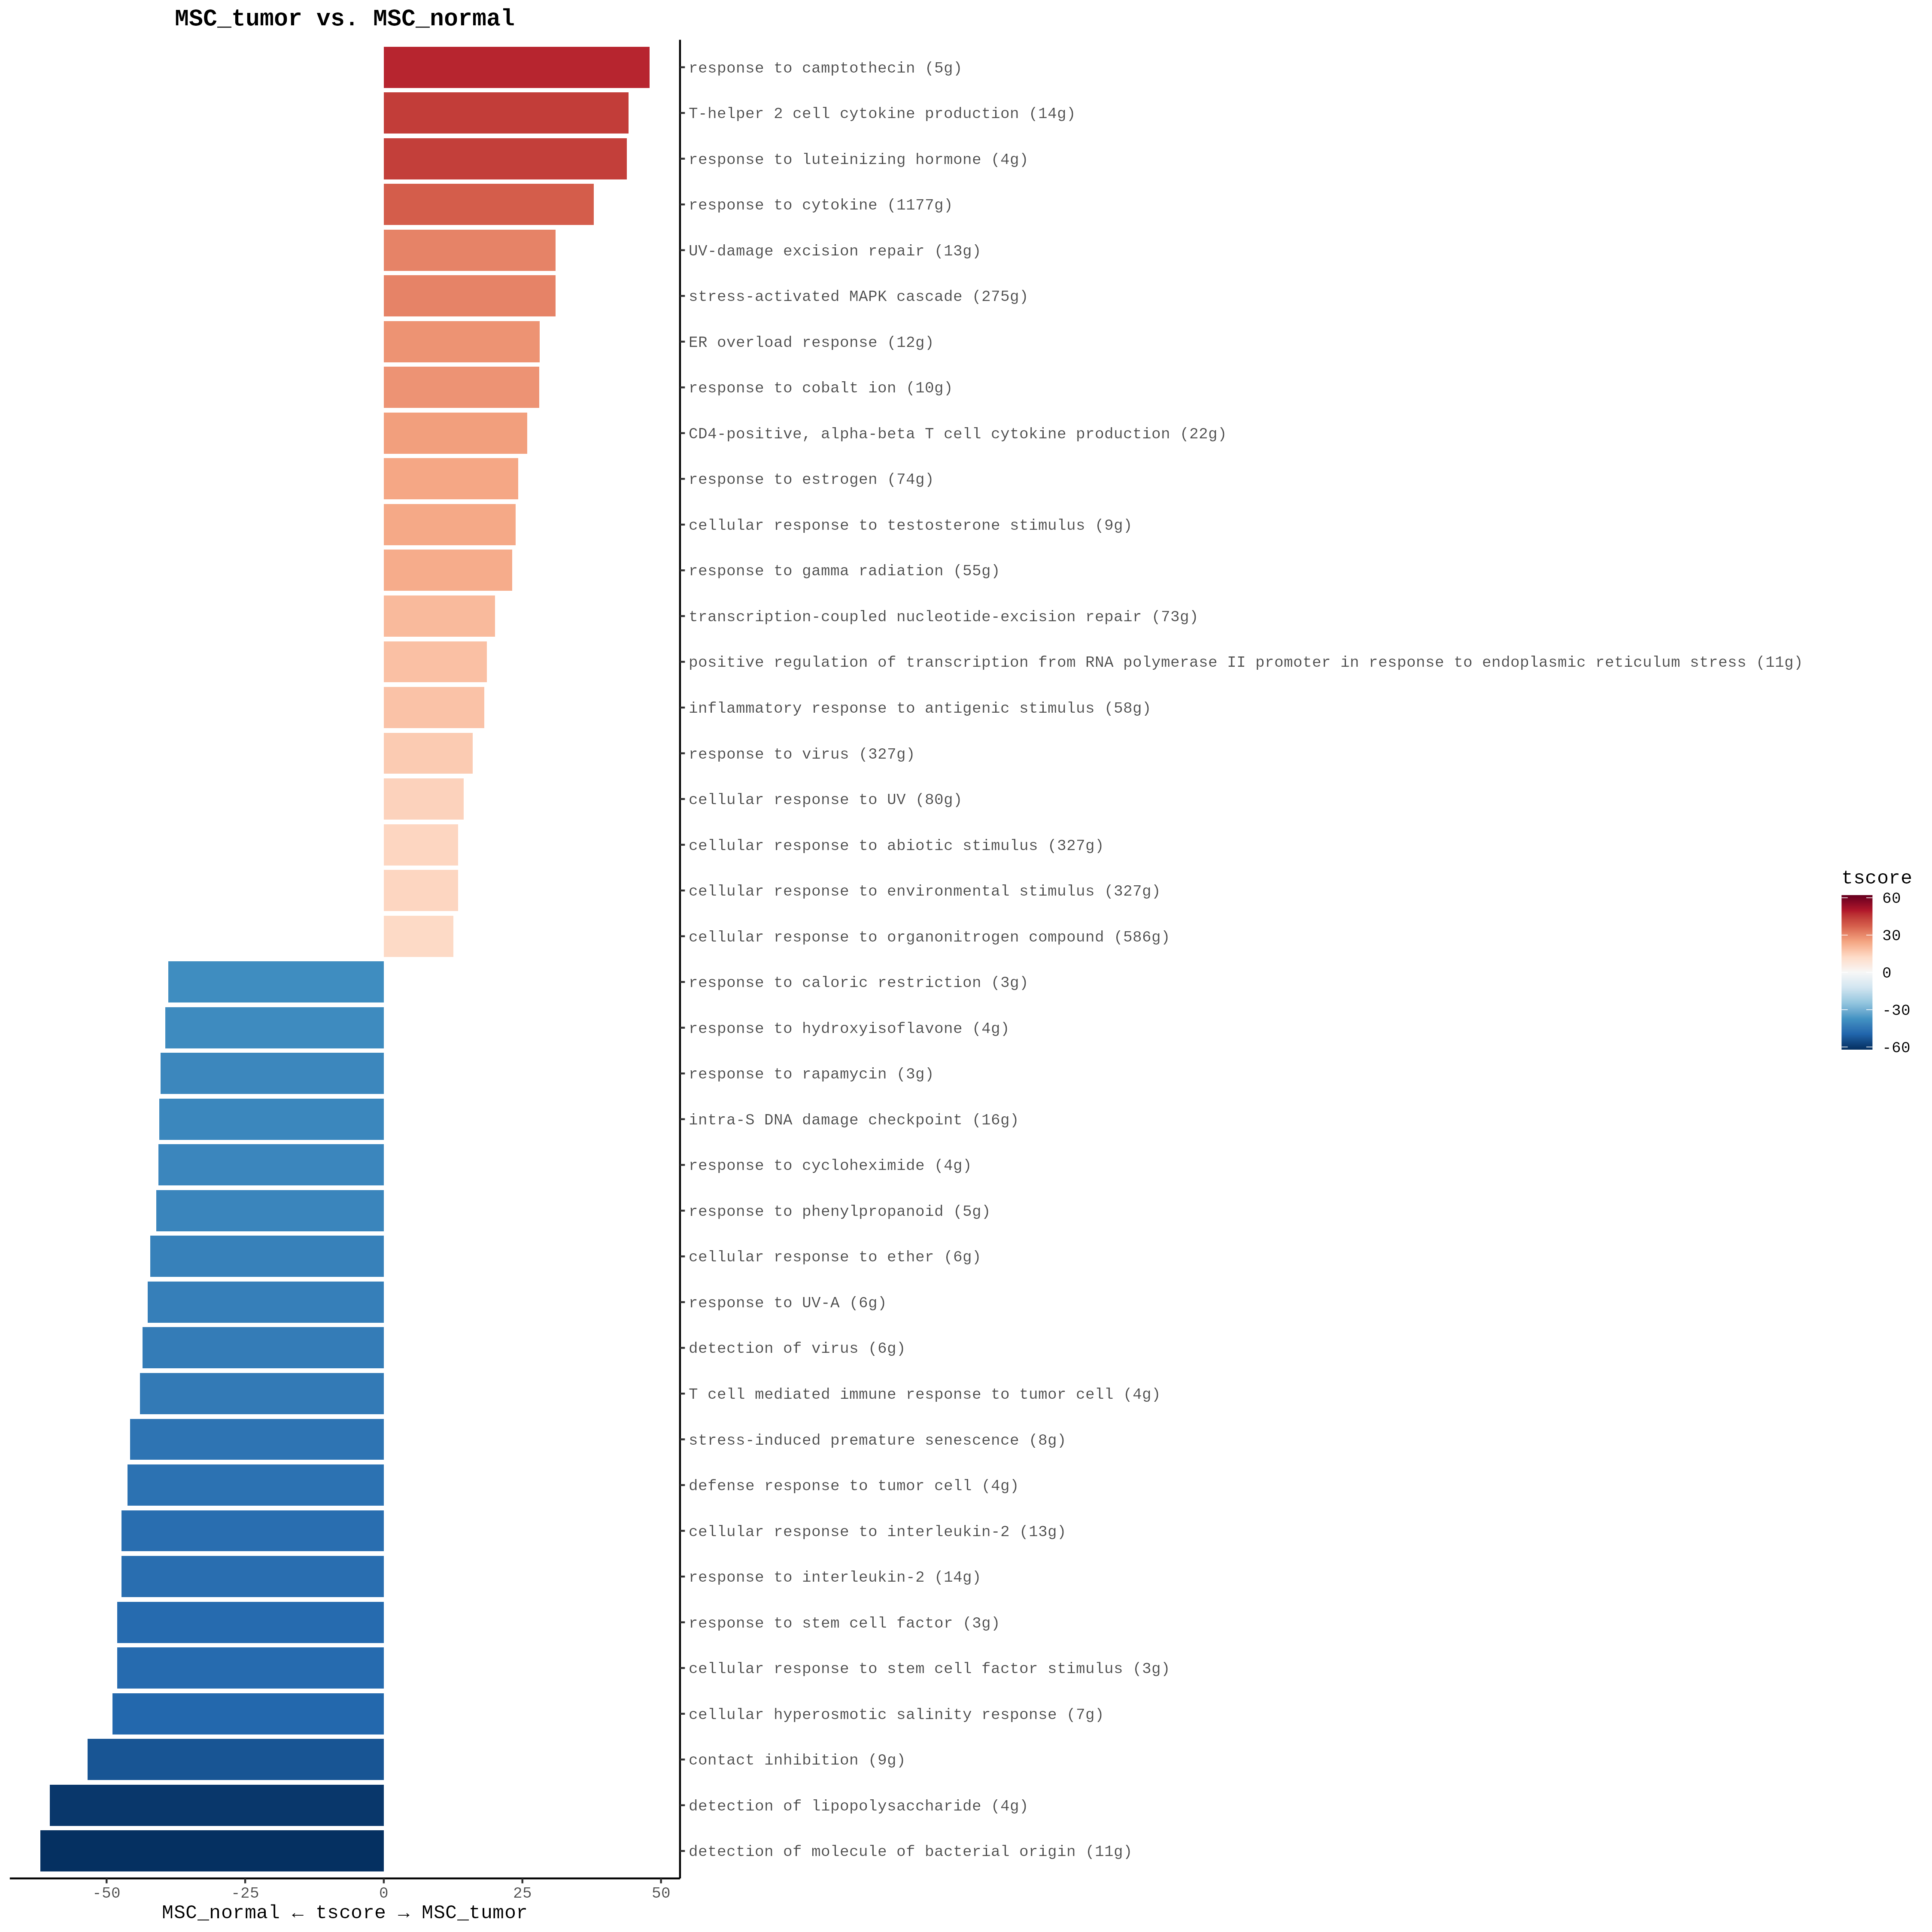 MSC_tumor vs. MSC_normal
response to camptothecin (5g)
T-helper 2 cell cytokine production (14g)
response to luteinizing hormone (4g)
response to cytokine (1177g)
UV-damage excision repair (13g)
stress-activated MAPK cascade (275g)
ER overload response (12g)
response to cobalt ion (10g)
CD4-positive, alpha-beta T cell cytokine production (22g)
response to estrogen (74g)
cellular response to testosterone stimulus (9g)
response to gamma radiation (55g)
transcription-coupled nucleotide-excision repair (73g)
positive regulation of transcription from RNA polymerase II promoter in response to endoplasmic reticulum stress (11g)
inflammatory response to antigenic stimulus (58g)
response to virus (327g)
cellular response to UV (80g)
cellular response to abiotic stimulus (327g)
cellular response to environmental stimulus (327g)
cellular response to organonitrogen compound (586g)
response to caloric restriction (3g)
response to hydroxyisoflavone (4g)
response to rapamycin (3g)
intra-S DNA damage checkpoint (16g)
response to cycloheximide (4g)
response to phenylpropanoid (5g)
cellular response to ether (6g)
response to UV-A (6g)
detection of virus (6g)
T cell mediated immune response to tumor cell (4g)
stress-induced premature senescence (8g)
defense response to tumor cell (4g)
cellular response to interleukin-2 (13g)
response to interleukin-2 (14g)
response to stem cell factor (3g)
cellular response to stem cell factor stimulus (3g)
cellular hyperosmotic salinity response (7g)
contact inhibition (9g)
detection of lipopolysaccharide (4g)
detection of molecule of bacterial origin (11g)
-50 -25 0 25 50
MSC_normal ← tscore → MSC_tumor
tscore
60
30
0
-30
-60